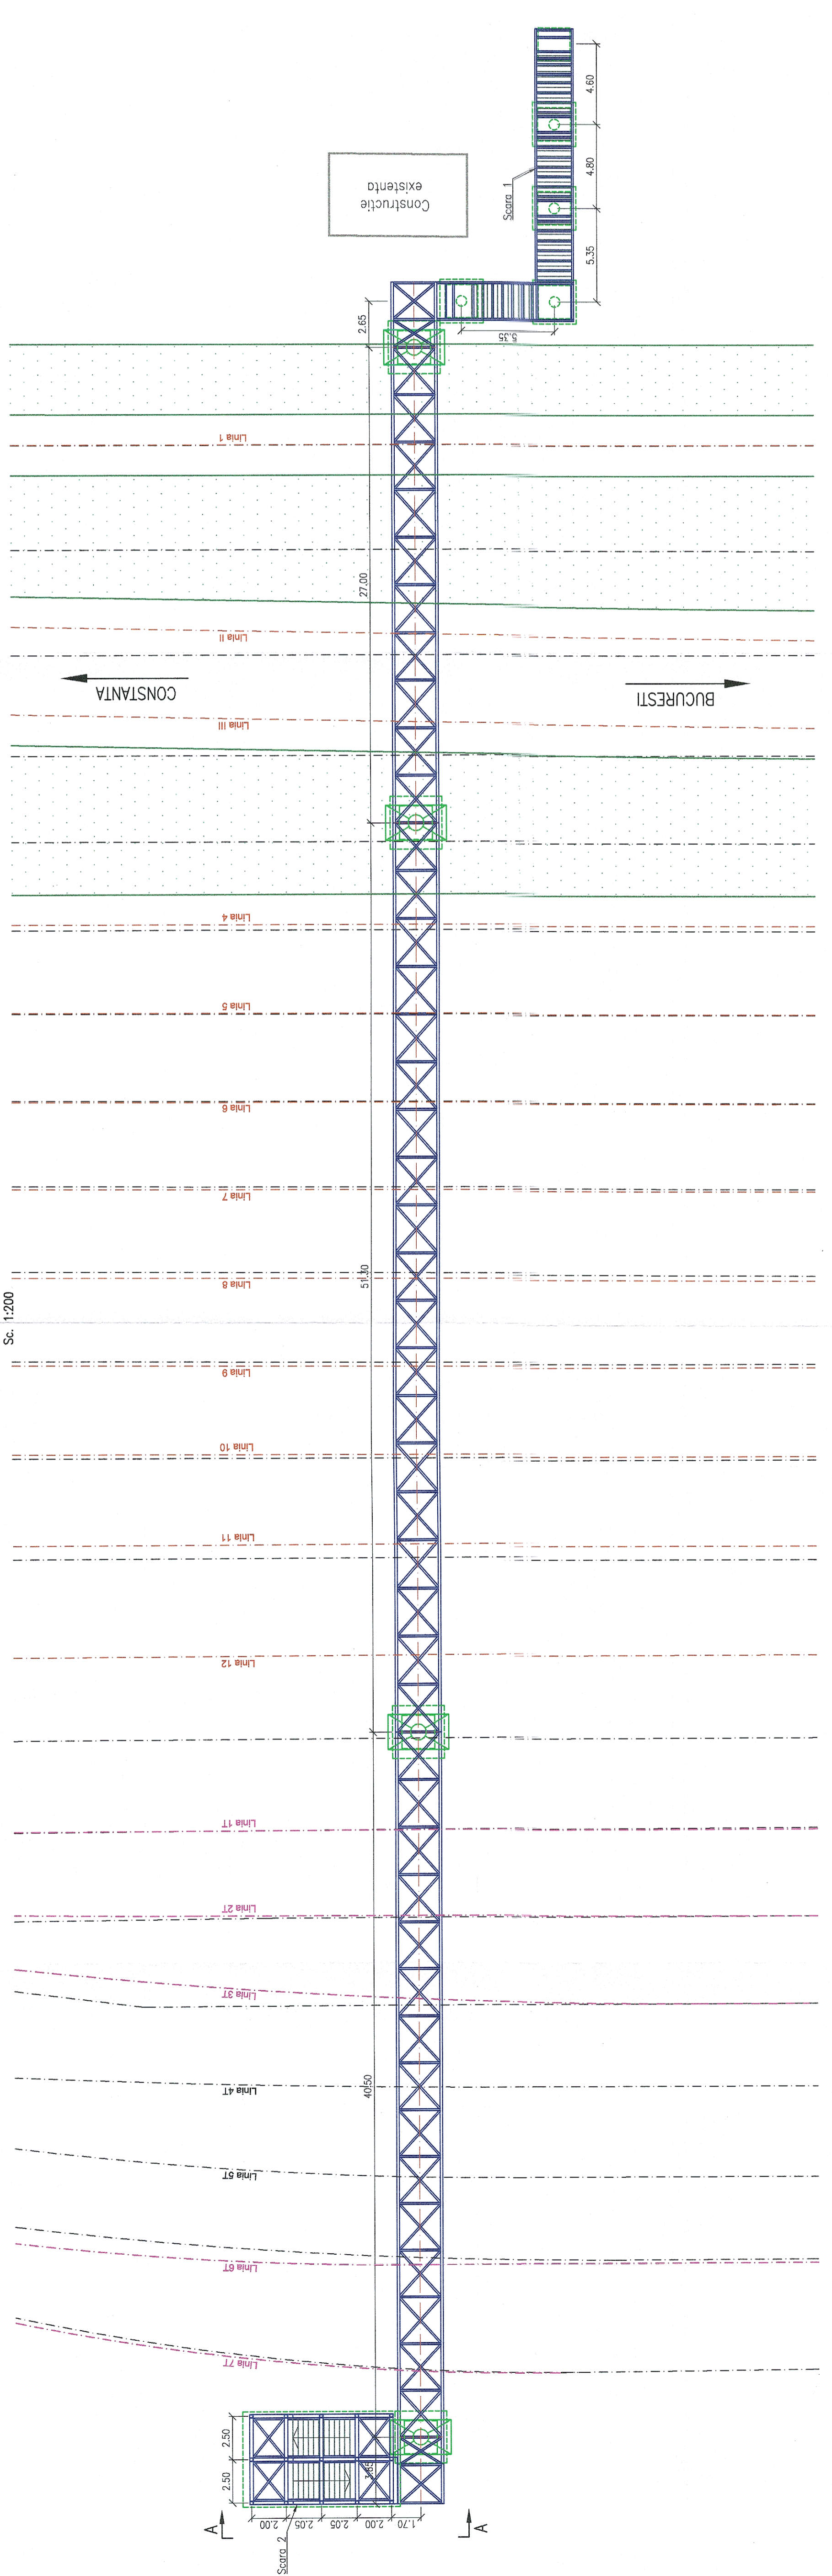 4.60
4.80
Scara 1
5.35
Constructie
existenta
2.65
5.35
Linia 1
27.00
Linia II
CONSTANTA
BUCURESTI
Linia III
Linia 4
Linia 5
Linia 6
Linia 7
Linia 8
51.30
Sc. 1:200
Linia 9
Linia 10
Linia 11
Linia 12
Linia 1T
Linia 2T
Linia 3T
Linia 4T
40.50
Linia 5T
Linia 6T
Linia 7T
2.50
2.50
2.00
2.05
2.05
2.00
1.70
A
A
Scara 2